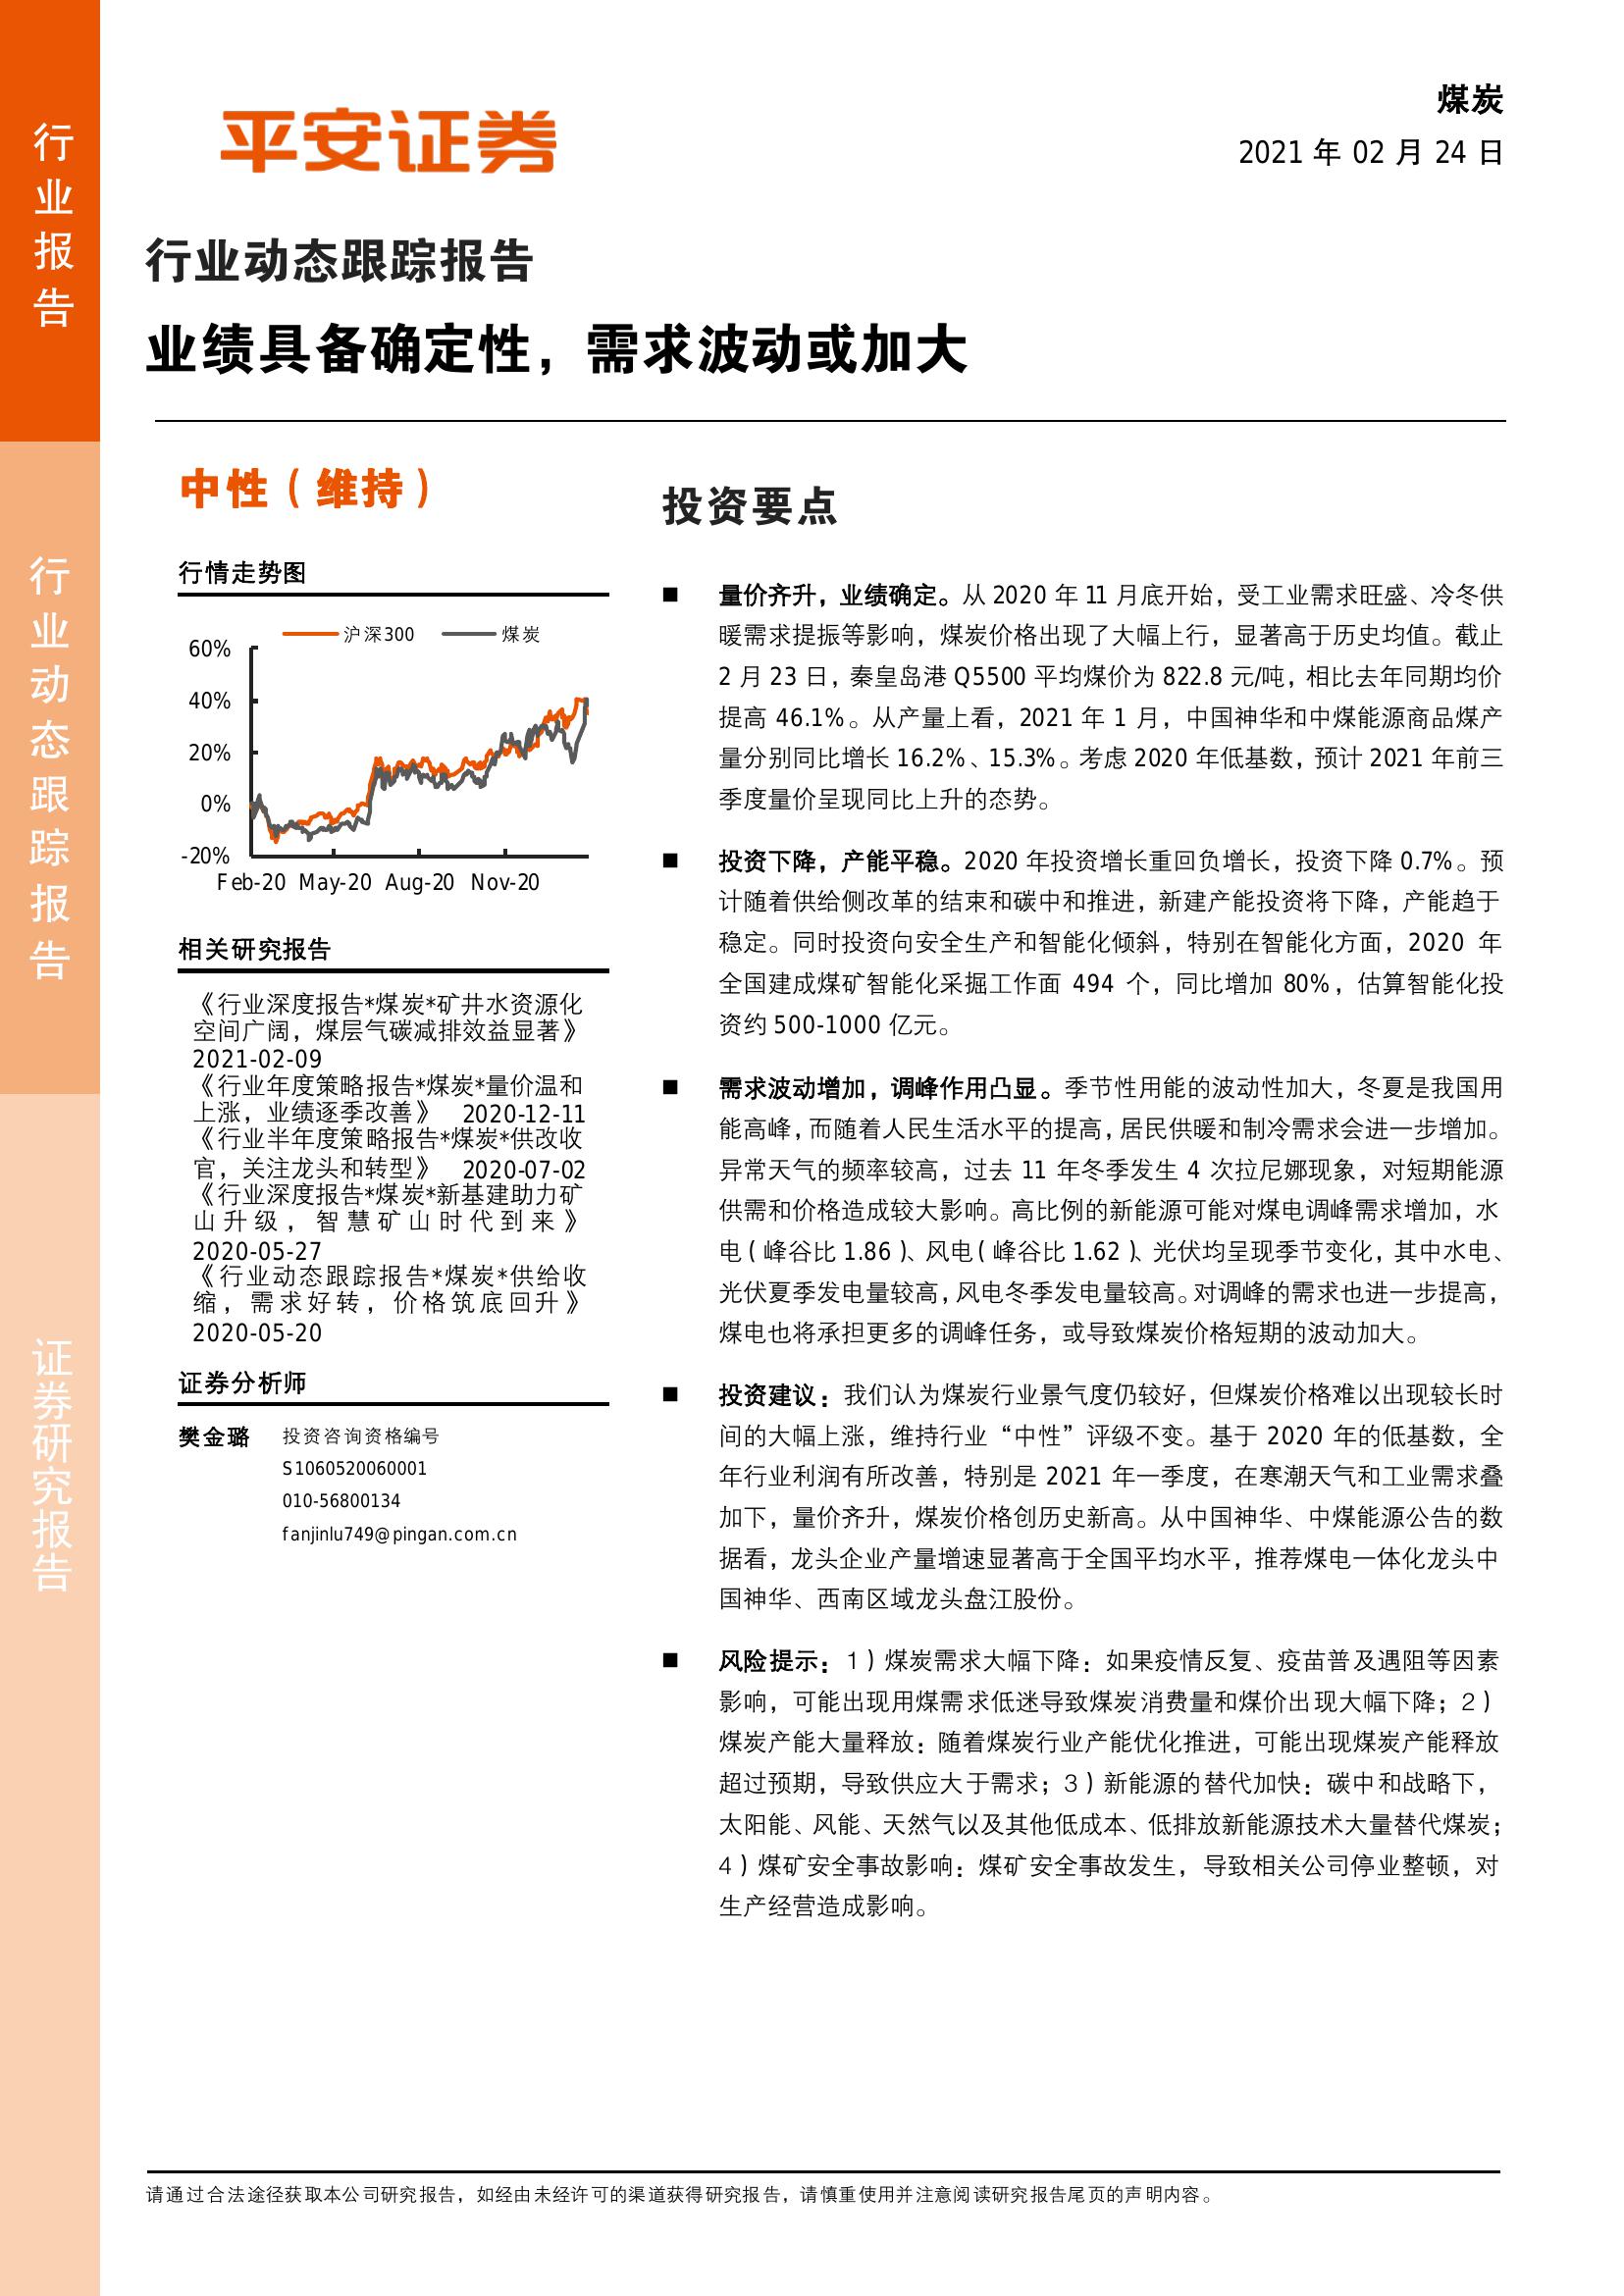 行业报告
行业动态跟踪报告
证券研究报告
平安证券
煤炭
2021 年 02 月 24 日
行业动态跟踪报告
业绩具备确定性，需求波动或加大
中性（维持）
行情走势图
沪深300 煤炭
60%
40%
20%
0%
-20%
Feb-20 May-20 Aug-20 Nov-20
相关研究报告
《行业深度报告*煤炭*矿井水资源化
空间广阔，煤层气碳减排效益显著》
2021-02-09
《行业年度策略报告*煤炭*量价温和
上涨，业绩逐季改善》 2020-12-11
《行业半年度策略报告*煤炭*供改收
官，关注龙头和转型》 2020-07-02
《行业深度报告*煤炭*新基建助力矿
山升级，智慧矿山时代到来》
2020-05-27
《行业动态跟踪报告*煤炭*供给收
缩，需求好转，价格筑底回升》
2020-05-20
证券分析师
樊金璐 投资咨询资格编号
S1060520060001
010-56800134
fanjinlu749@pingan.com.cn
投资要点
■ 量价齐升，业绩确定。从 2020 年 11 月底开始，受工业需求旺盛、冷冬供
暖需求提振等影响，煤炭价格出现了大幅上行，显著高于历史均值。截止
2 月 23 日，秦皇岛港 Q5500 平均煤价为 822.8 元/吨，相比去年同期均价
提高 46.1%。从产量上看，2021 年 1 月，中国神华和中煤能源商品煤产
量分别同比增长 16.2%、15.3%。考虑 2020 年低基数，预计 2021 年前三
季度量价呈现同比上升的态势。
■ 投资下降，产能平稳。2020 年投资增长重回负增长，投资下降 0.7%。预
计随着供给侧改革的结束和碳中和推进，新建产能投资将下降，产能趋于
稳定。同时投资向安全生产和智能化倾斜，特别在智能化方面，2020 年
全国建成煤矿智能化采掘工作面 494 个，同比增加 80%，估算智能化投
资约 500-1000 亿元。
■ 需求波动增加，调峰作用凸显。季节性用能的波动性加大，冬夏是我国用
能高峰，而随着人民生活水平的提高，居民供暖和制冷需求会进一步增加。
异常天气的频率较高，过去 11 年冬季发生 4 次拉尼娜现象，对短期能源
供需和价格造成较大影响。高比例的新能源可能对煤电调峰需求增加，水
电（峰谷比 1.86）、风电（峰谷比 1.62）、光伏均呈现季节变化，其中水电、
光伏夏季发电量较高，风电冬季发电量较高。对调峰的需求也进一步提高，
煤电也将承担更多的调峰任务，或导致煤炭价格短期的波动加大。
■ 投资建议：我们认为煤炭行业景气度仍较好，但煤炭价格难以出现较长时
间的大幅上涨，维持行业“中性”评级不变。基于 2020 年的低基数，全
年行业利润有所改善，特别是 2021 年一季度，在寒潮天气和工业需求叠
加下，量价齐升，煤炭价格创历史新高。从中国神华、中煤能源公告的数
据看，龙头企业产量增速显著高于全国平均水平，推荐煤电一体化龙头中
国神华、西南区域龙头盘江股份。
■ 风险提示：1）煤炭需求大幅下降：如果疫情反复、疫苗普及遇阻等因素
影响，可能出现用煤需求低迷导致煤炭消费量和煤价出现大幅下降；2）
煤炭产能大量释放：随着煤炭行业产能优化推进，可能出现煤炭产能释放
超过预期，导致供应大于需求；3）新能源的替代加快：碳中和战略下，
太阳能、风能、天然气以及其他低成本、低排放新能源技术大量替代煤炭；
4）煤矿安全事故影响：煤矿安全事故发生，导致相关公司停业整顿，对
生产经营造成影响。
请通过合法途径获取本公司研究报告，如经由未经许可的渠道获得研究报告，请慎重使用并注意阅读研究报告尾页的声明内容。